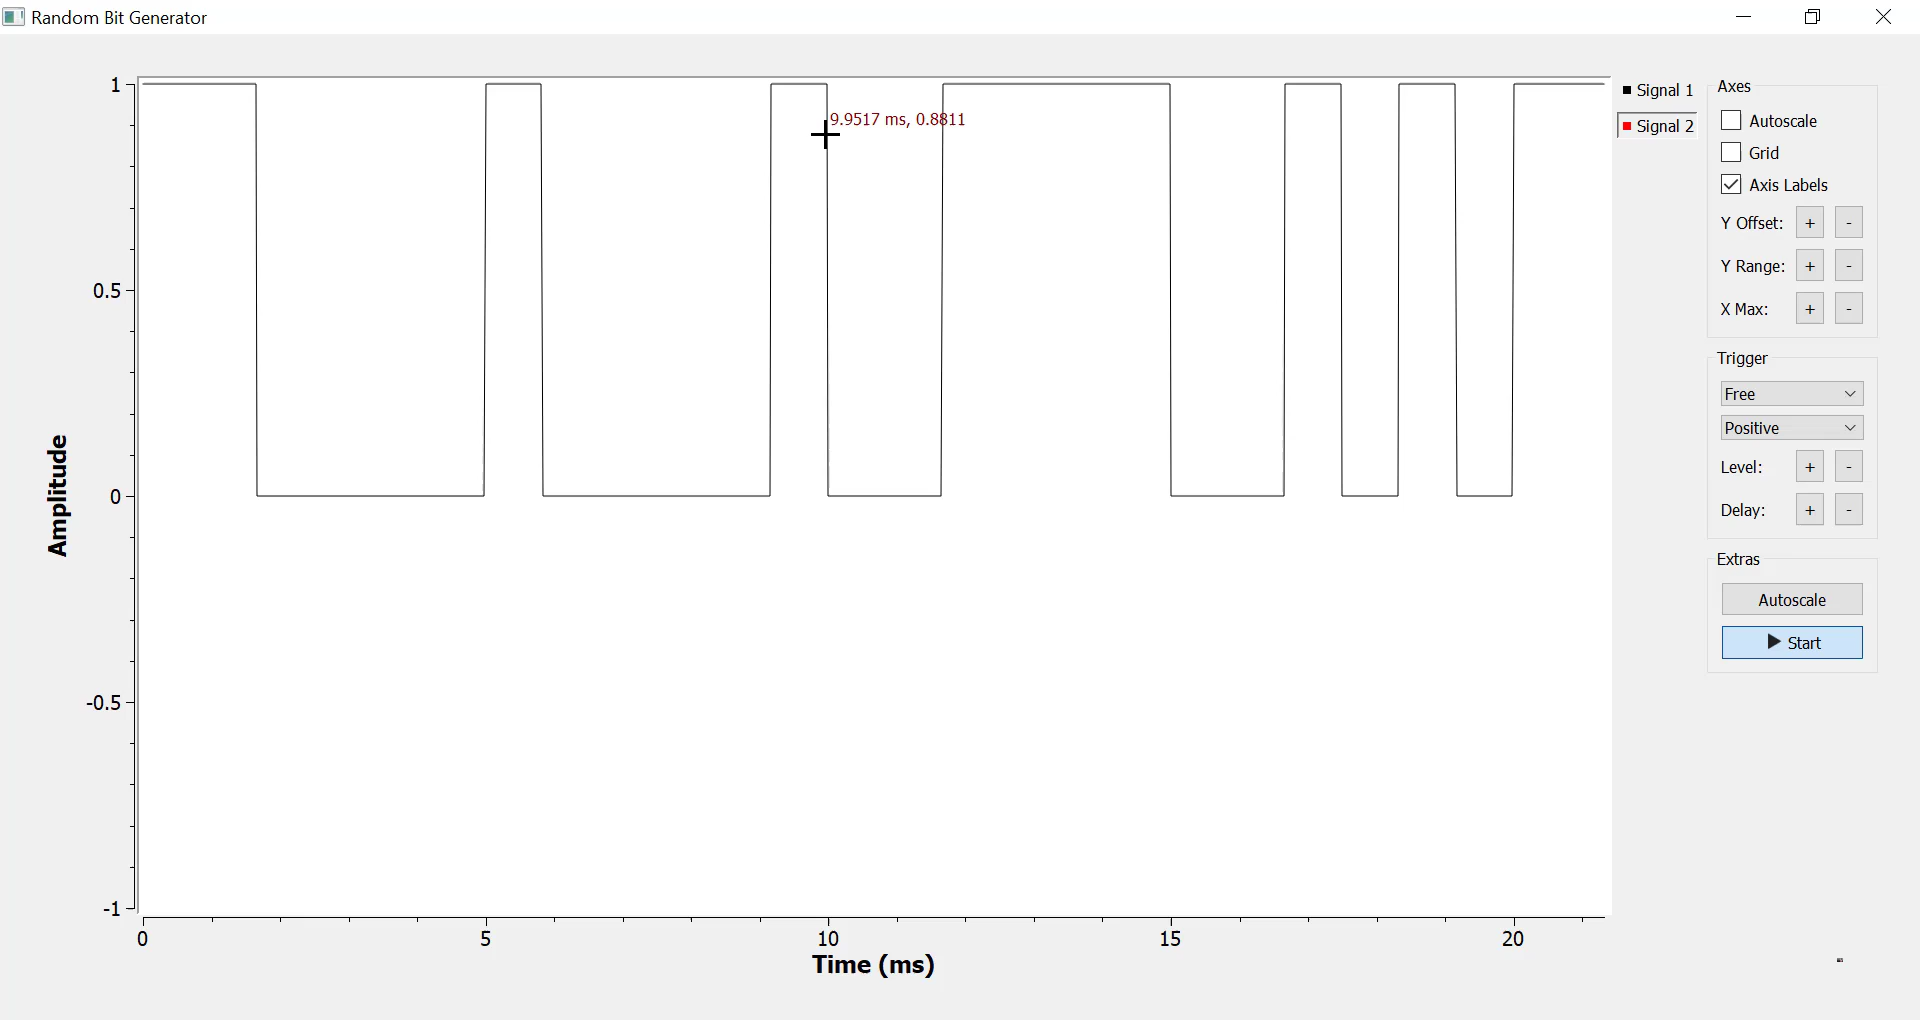 Random Bit Generator
1
0.5
0
-0.5
-1
Amplitude
9.9517 ms, 0.8811
0 5 10 15 20
Time (ms)
Signal 1
Signal 2
Axes
Autoscale
Grid
Axis Labels
Y Offset: + -
Y Range: + -
X Max: + -
Trigger
Free
Positive
Level: + -
Delay: + -
Extras
Autoscale
Start